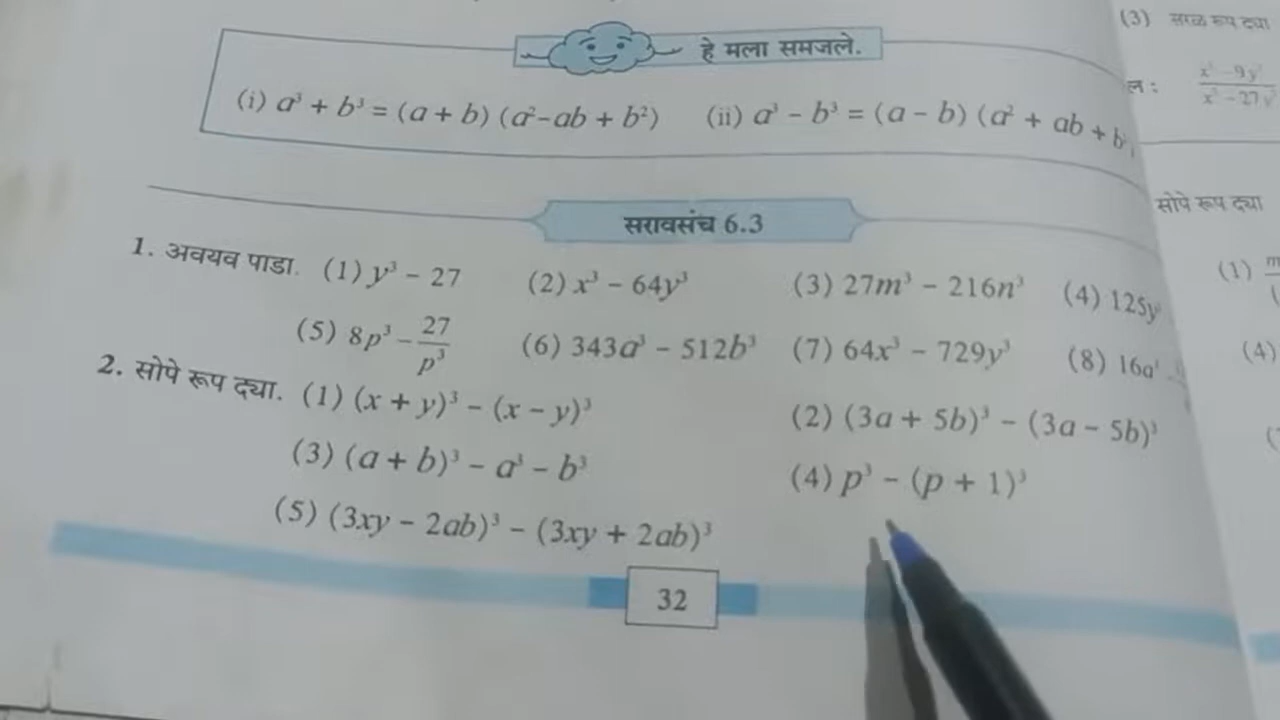 हे मला समजले.
(i) a³ + b³ = (a + b) (a² - ab + b²) (ii) a³ - b³ = (a - b) (a² + ab + b²
सरावसंच 6.3
1. अवयव पाडा. (1) y³ - 27 (2) x³ - 64y³ (3) 27m³ - 216n³ (4) 125y³
(5) 8p³ - 27/p³ (6) 343a³ - 512b³ (7) 64x³ - 729y³ (8) 16a³
2. सोपे रूप द्या. (1) (x + y)³ - (x - y)³ (2) (3a + 5b)³ - (3a - 5b)³
(3) (a + b)³ - a³ - b³ (4) p³ - (p + 1)³
(5) (3xy - 2ab)³ - (3xy + 2ab)³
32
(3) सरळ रूप द्या
सोपे रूप द्या
(1)
(4)